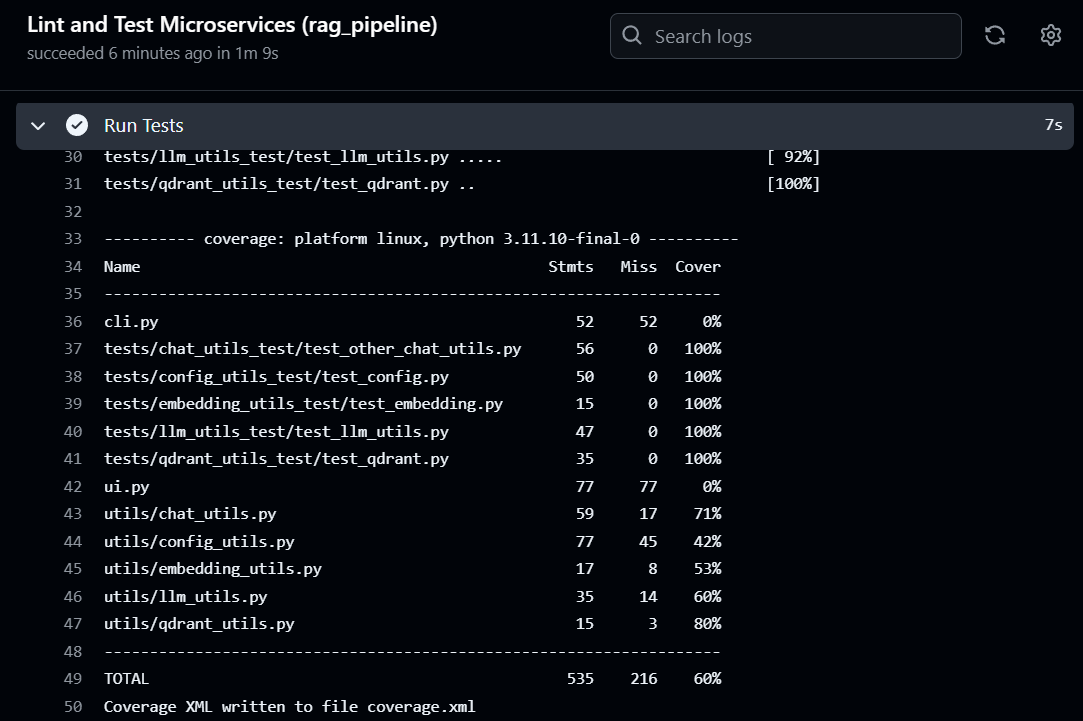 Lint and Test Microservices (rag_pipeline)
succeeded 6 minutes ago in 1m 9s
Search logs
Run Tests 7s
30 tests/llm_utils_test/test_llm_utils.py ..... [ 92%]
31 tests/qdrant_utils_test/test_qdrant.py .. [100%]
32
33 ---------- coverage: platform linux, python 3.11.10-final-0 ----------
34 Name Stmts Miss Cover
35 --------------------------------------------------------------------
36 cli.py 52 52 0%
37 tests/chat_utils_test/test_other_chat_utils.py 56 0 100%
38 tests/config_utils_test/test_config.py 50 0 100%
39 tests/embedding_utils_test/test_embedding.py 15 0 100%
40 tests/llm_utils_test/test_llm_utils.py 47 0 100%
41 tests/qdrant_utils_test/test_qdrant.py 35 0 100%
42 ui.py 77 77 0%
43 utils/chat_utils.py 59 17 71%
44 utils/config_utils.py 77 45 42%
45 utils/embedding_utils.py 17 8 53%
46 utils/llm_utils.py 35 14 60%
47 utils/qdrant_utils.py 15 3 80%
48 --------------------------------------------------------------------
49 TOTAL 535 216 60%
50 Coverage XML written to file coverage.xml